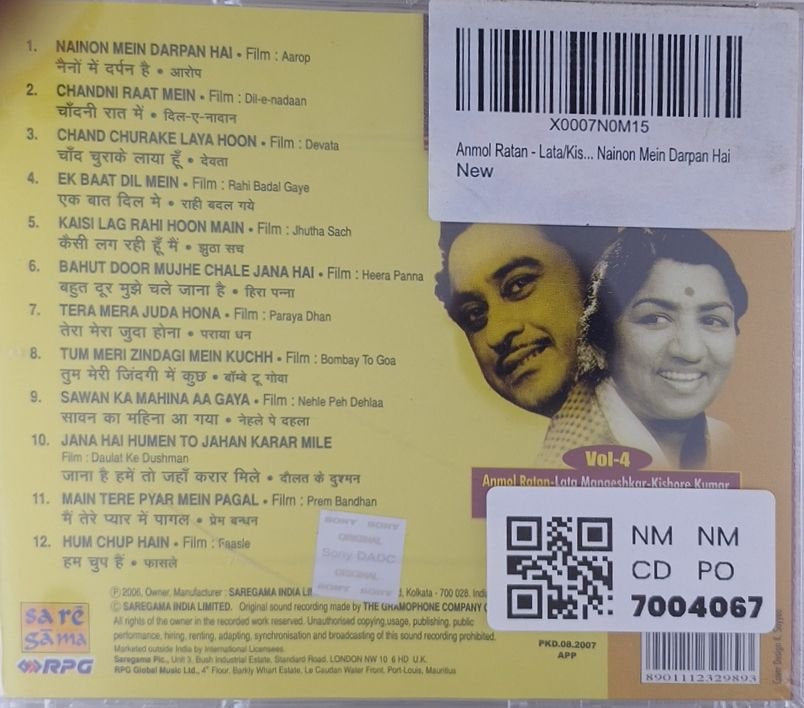 1. NAINON MEIN DARPAN HAI • Film : Aarop
नैनों में दर्पन है • आरोप
2. CHANDNI RAAT MEIN • Film : Dil-e-nadaan
चाँदनी रात में • दिल-ए-नादान
3. CHAND CHURAKE LAYA HOON • Film : Devata
चाँद चुराके लाया हूँ • देवता
4. EK BAAT DIL MEIN • Film : Rahi Badal Gaye
एक बात दिल मे • राही बदल गये
5. KAISI LAG RAHI HOON MAIN • Film : Jhutha Sach
कैसी लग रही हूँ मैं • झुठा सच
6. BAHUT DOOR MUJHE CHALE JANA HAI • Film : Heera Panna
बहुत दूर मुझे चले जाना है • हिरा पन्ना
7. TERA MERA JUDA HONA • Film : Paraya Dhan
तेरा मेरा जुदा होना • पराया धन
8. TUM MERI ZINDAGI MEIN KUCHH • Film : Bombay To Goa
तुम मेरी जिंदगी में कुछ • बॉम्बे टू गोवा
9. SAWAN KA MAHINA AA GAYA • Film : Nehle Peh Dehlaa
सावन का महिना आ गया • नेहले पे दहला
10. JANA HAI HUMEN TO JAHAN KARAR MILE
Film : Daulat Ke Dushman
जाना है हमें तो जहाँ करार मिले • दौलत के दुश्मन
11. MAIN TERE PYAR MEIN PAGAL • Film : Prem Bandhan
मैं तेरे प्यार में पागल • प्रेम बन्धन
12. HUM CHUP HAIN • Film : Faasle
हम चुप हैं • फासले
X0007N0M15
Anmol Ratan - Lata/Kis... Nainon Mein Darpan Hai
New
Vol-4
Anmol Ratan-Lata Mangeshkar-Kishore Kumar
NM NM
CD PO
7004067
SONY SONY
ORIGINAL
Sony DADC
ORIGINAL
SONY SONY
sa rē
gā ma
RPG
℗ 2006, Owner, Manufacturer : SAREGAMA INDIA Kolkata - 700 028. India
© SAREGAMA INDIA LIMITED. Original sound recording made by THE GRAMOPHONE COMPANY
All rights of the owner in the recorded work reserved. Unauthorised copying,usage, publishing, public
performance, hiring, renting, adapting, synchronisation and broadcasting of this sound recording prohibited.
Marketed outside India by International Licensees.
Saregama Plc., Unit 3, Bush Industrial Estate, Standard Road, LONDON NW 10 6 HD U.K.
RPG Global Music Ltd., 4th Floor, Barkly Wharf Estate, Le Caudan Water Front, Port-Louis, Mauritius
PKD.08.2007
APP
8901112329893
Cover Design K.